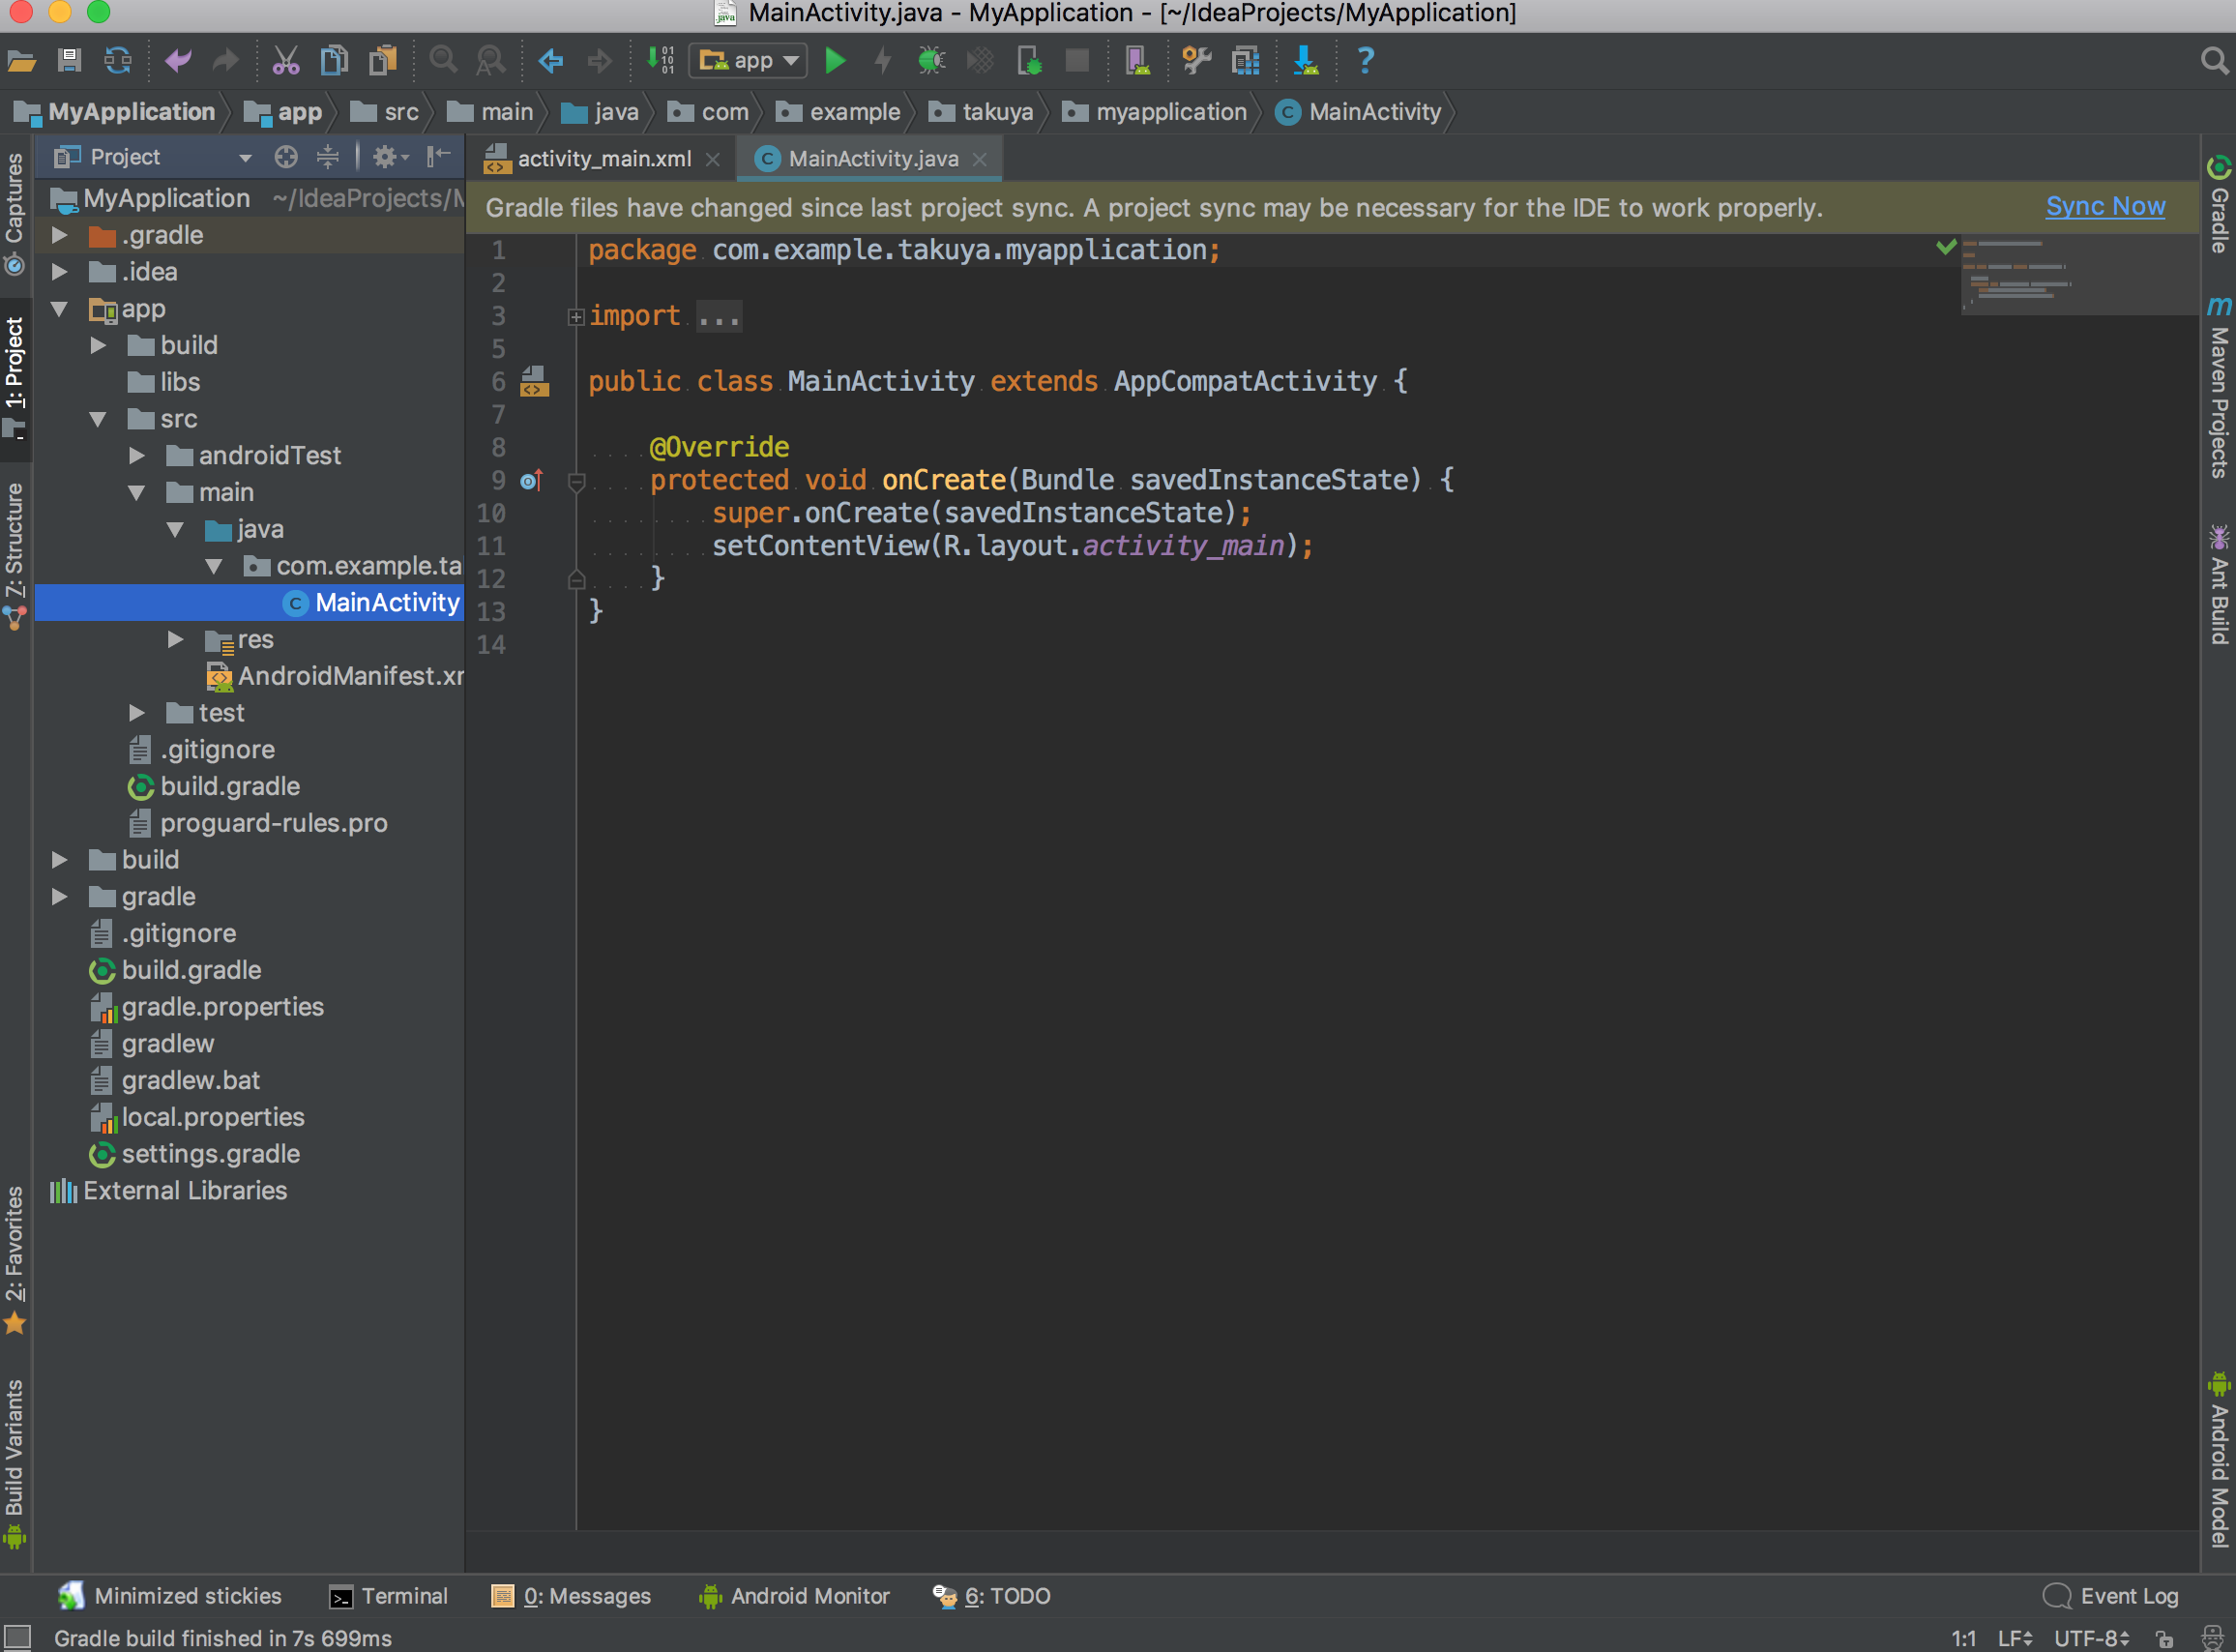 MainActivity.java - MyApplication - [~/IdeaProjects/MyApplication]
app
?
MyApplication app src main java com example takuya myapplication MainActivity
Project
activity_main.xml MainActivity.java
Gradle files have changed since last project sync. A project sync may be necessary for the IDE to work properly. Sync Now
MyApplication ~/IdeaProjects/M
.gradle
.idea
app
build
libs
src
androidTest
main
java
com.example.ta
MainActivity
res
AndroidManifest.xm
test
.gitignore
build.gradle
proguard-rules.pro
build
gradle
.gitignore
build.gradle
gradle.properties
gradlew
gradlew.bat
local.properties
settings.gradle
External Libraries
1 package com.example.takuya.myapplication;
2
3 import ...
5
6 public class MainActivity extends AppCompatActivity {
7
8 @Override
9 protected void onCreate(Bundle savedInstanceState) {
10 super.onCreate(savedInstanceState);
11 setContentView(R.layout.activity_main);
12 }
13 }
14
Captures
1: Project
7: Structure
2: Favorites
Build Variants
Gradle
Maven Projects
Ant Build
Android Model
Minimized stickies Terminal 0: Messages Android Monitor 6: TODO Event Log
Gradle build finished in 7s 699ms 1:1 LF UTF-8